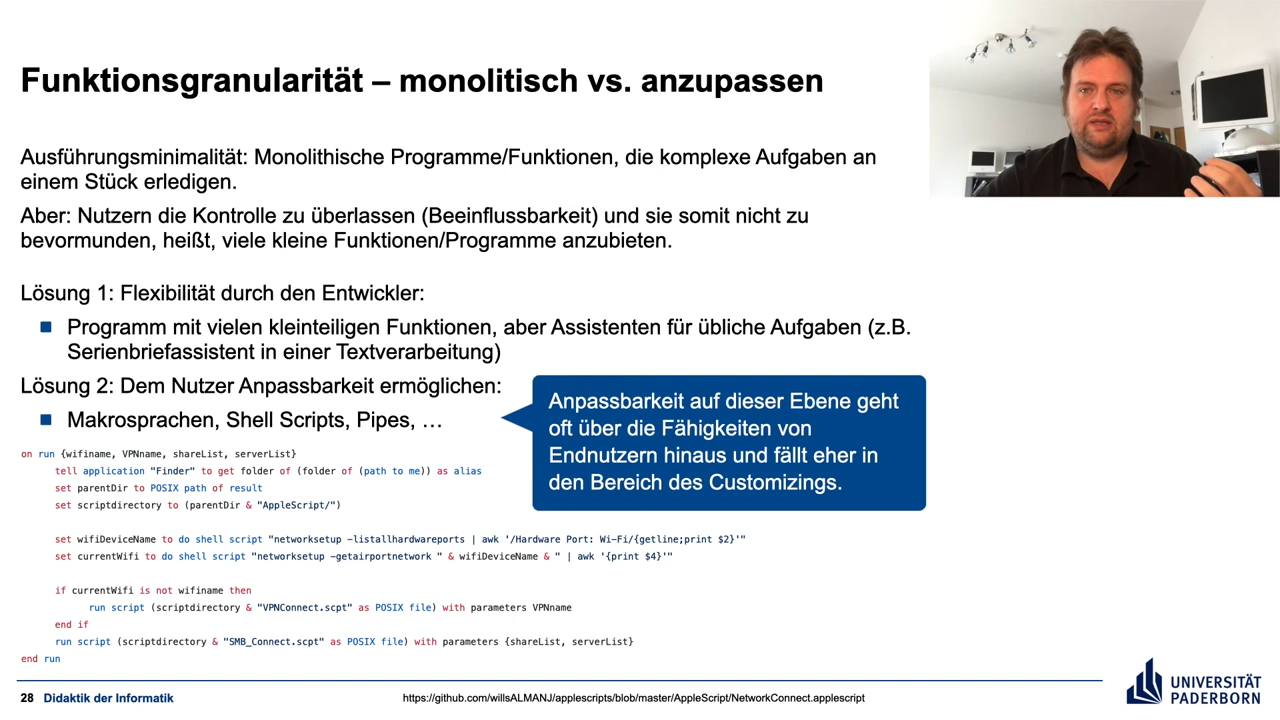 Funktionsgranularität – monolitisch vs. anzupassen
Ausführungsminimalität: Monolithische Programme/Funktionen, die komplexe Aufgaben an
einem Stück erledigen.
Aber: Nutzern die Kontrolle zu überlassen (Beeinflussbarkeit) und sie somit nicht zu
bevormunden, heißt, viele kleine Funktionen/Programme anzubieten.
Lösung 1: Flexibilität durch den Entwickler:
Programm mit vielen kleinteiligen Funktionen, aber Assistenten für übliche Aufgaben (z.B.
Serienbriefassistent in einer Textverarbeitung)
Lösung 2: Dem Nutzer Anpassbarkeit ermöglichen:
Makrosprachen, Shell Scripts, Pipes, …
Anpassbarkeit auf dieser Ebene geht
oft über die Fähigkeiten von
Endnutzern hinaus und fällt eher in
den Bereich des Customizings.
on run {wifiname, VPNname, shareList, serverList}
tell application "Finder" to get folder of (folder of (path to me)) as alias
set parentDir to POSIX path of result
set scriptdirectory to (parentDir & "AppleScript/")
set wifiDeviceName to do shell script "networksetup -listallhardwareports | awk '/Hardware Port: Wi-Fi/{getline;print $2}'"
set currentWifi to do shell script "networksetup -getairportnetwork " & wifiDeviceName & " | awk '{print $4}'"
if currentWifi is not wifiname then
run script (scriptdirectory & "VPNConnect.scpt" as POSIX file) with parameters VPNname
end if
run script (scriptdirectory & "SMB_Connect.scpt" as POSIX file) with parameters {shareList, serverList}
end run
28 Didaktik der Informatik
https://github.com/willsALMANJ/applescripts/blob/master/AppleScript/NetworkConnect.applescript
UNIVERSITÄT
PADERBORN